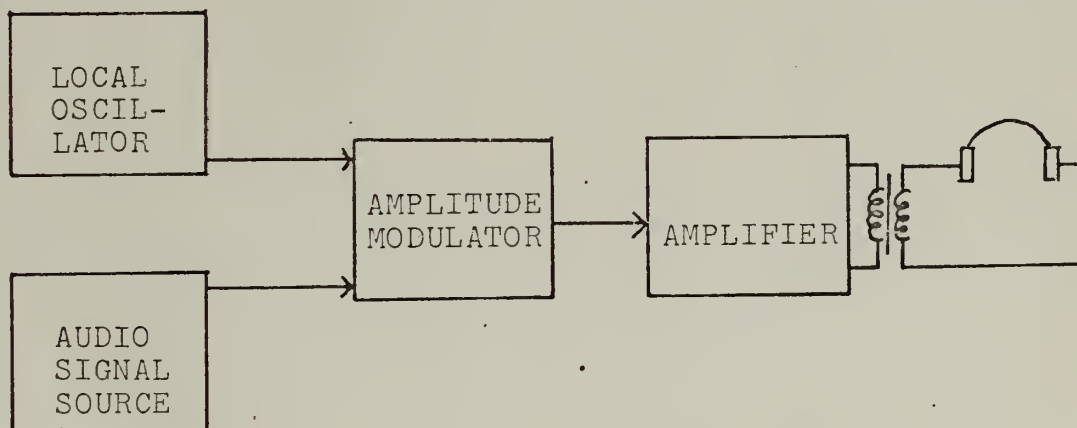 LOCAL
OSCIL-
LATOR
AMPLITUDE
MODULATOR
AMPLIFIER
AUDIO
SIGNAL
SOURCE